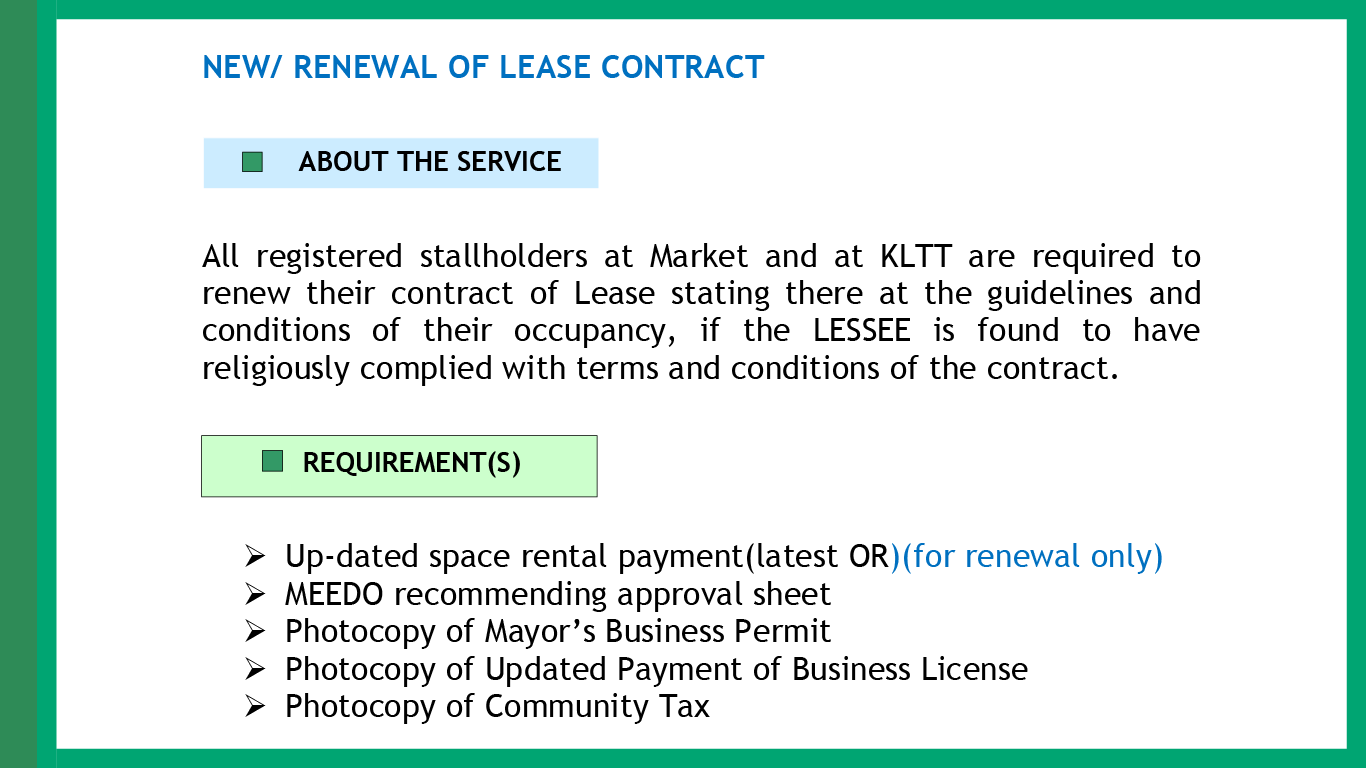 NEW/ RENEWAL OF LEASE CONTRACT
ABOUT THE SERVICE
All registered stallholders at Market and at KLTT are required to
renew their contract of Lease stating there at the guidelines and
conditions of their occupancy, if the LESSEE is found to have
religiously complied with terms and conditions of the contract.
REQUIREMENT(S)
➢ Up-dated space rental payment(latest OR)(for renewal only)
➢ MEEDO recommending approval sheet
➢ Photocopy of Mayor’s Business Permit
➢ Photocopy of Updated Payment of Business License
➢ Photocopy of Community Tax